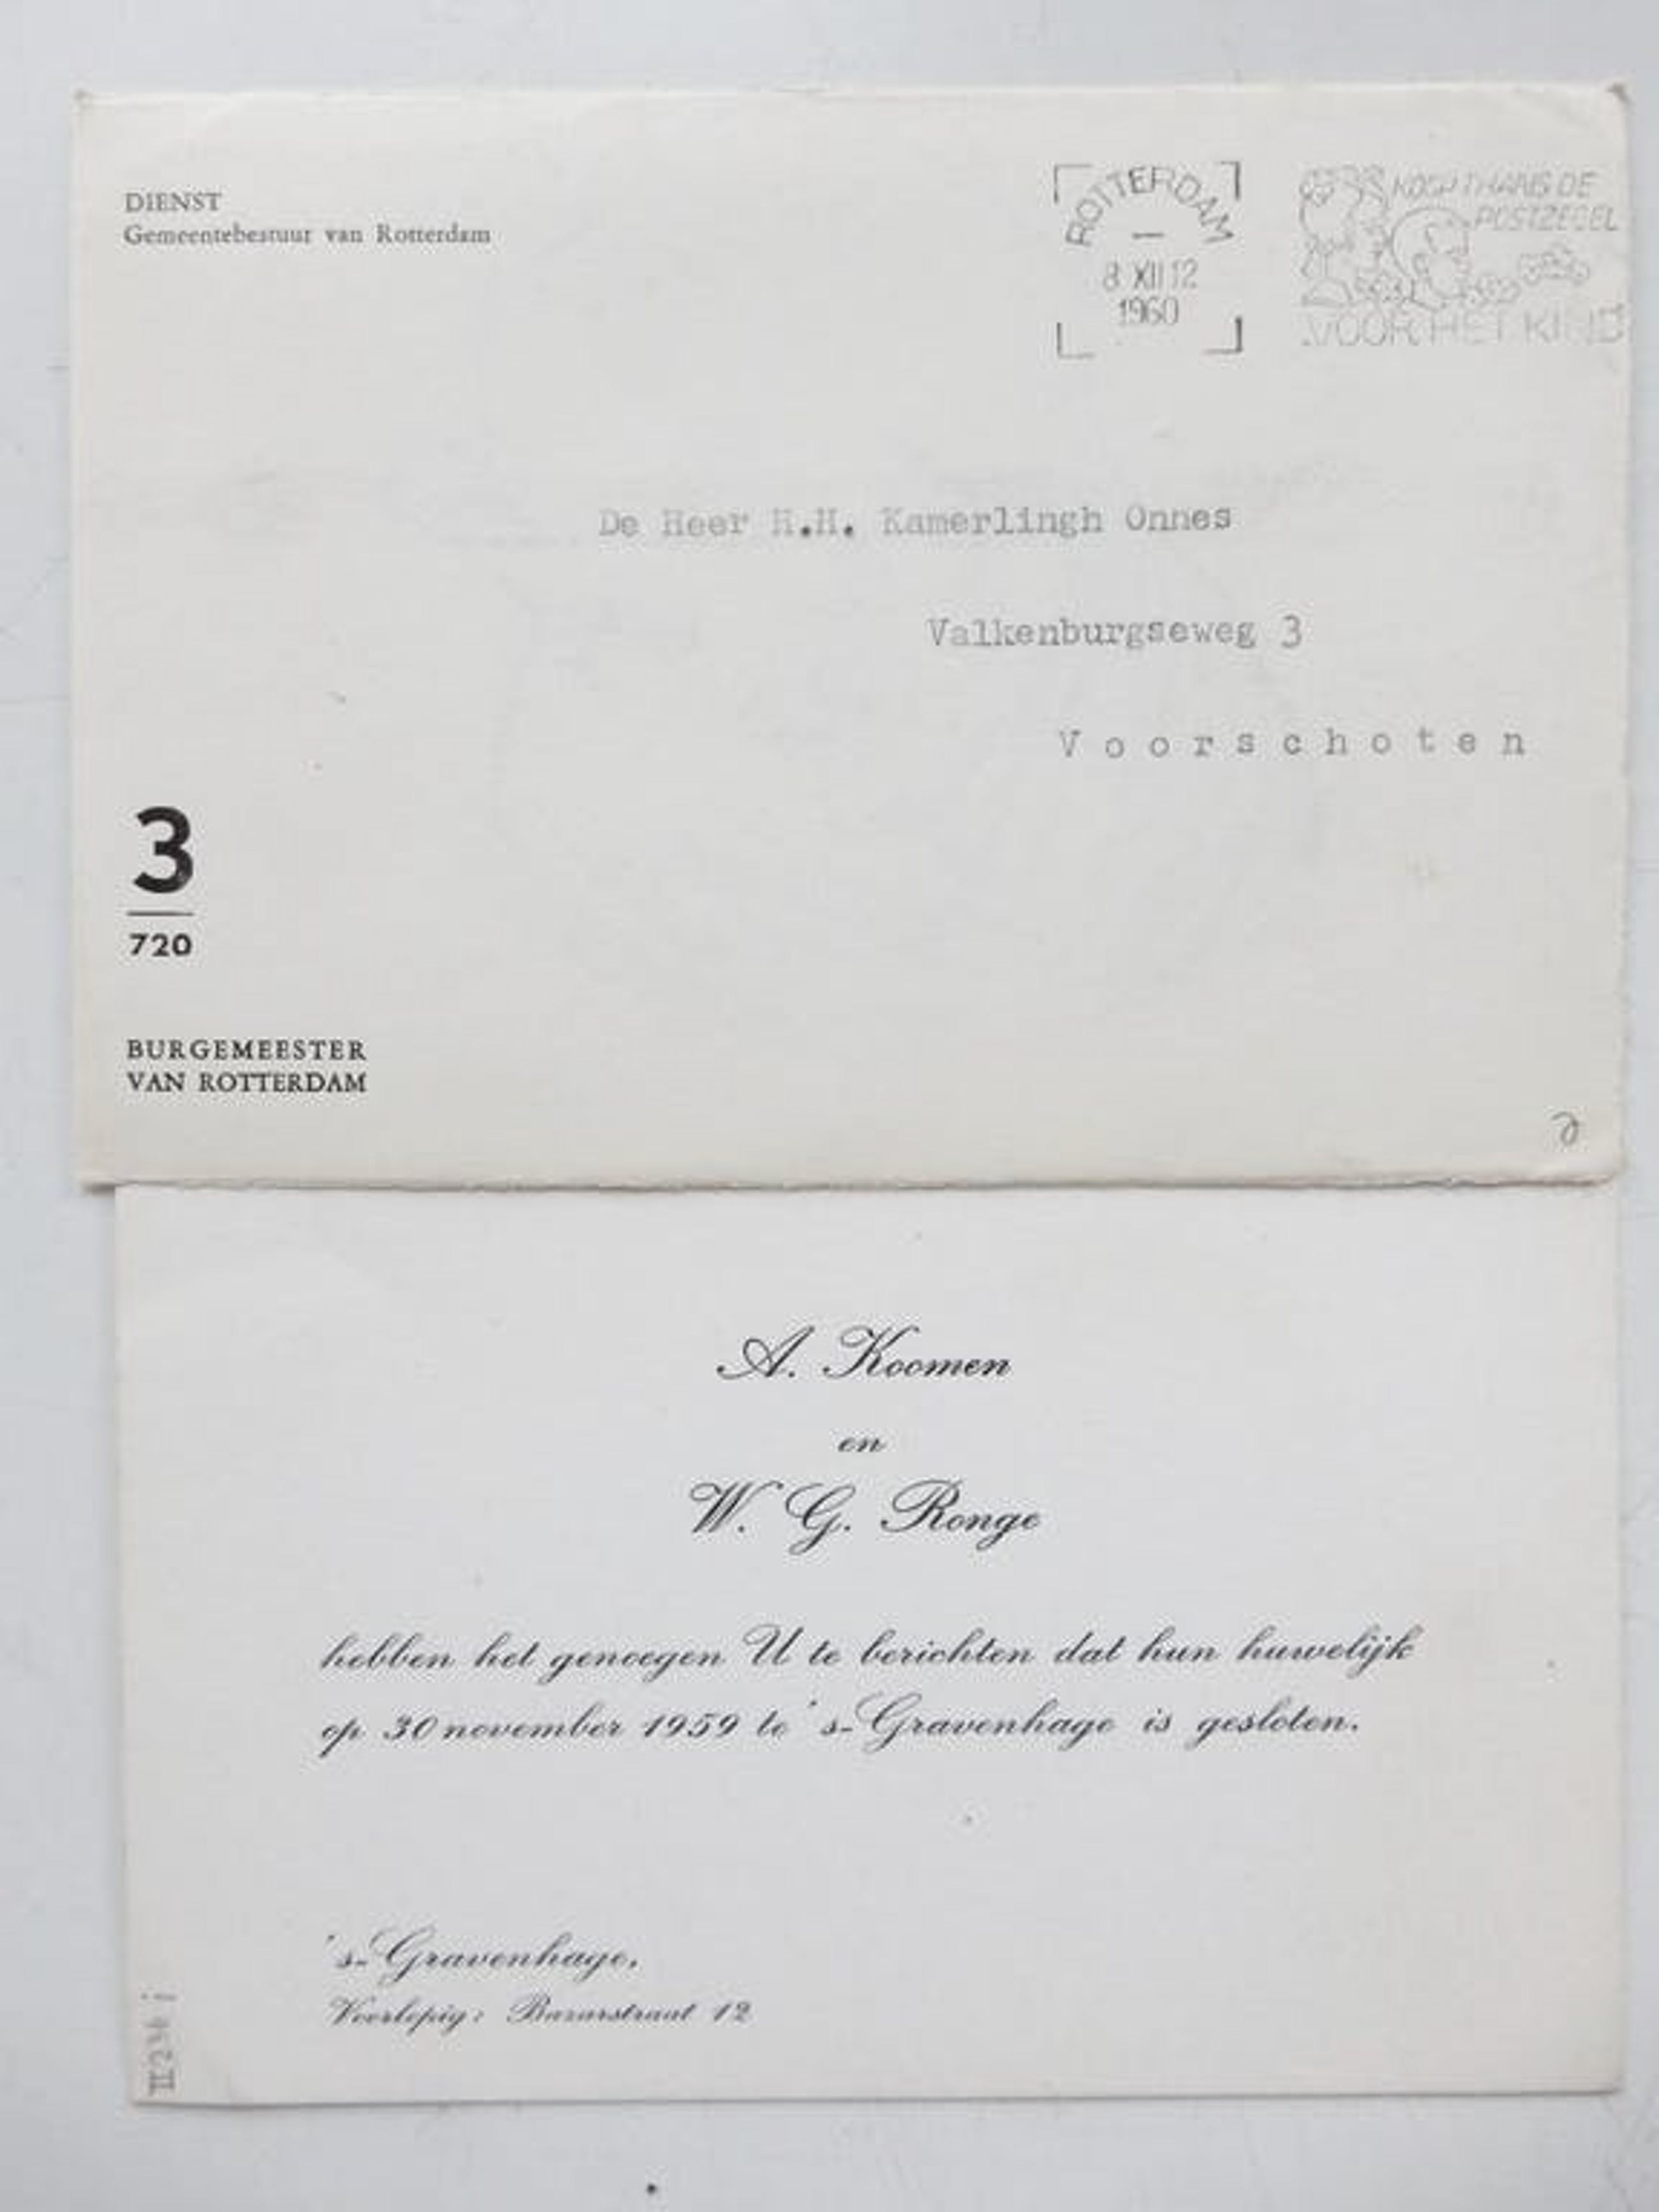 DIENST
Gemeentebestuur van Rotterdam
ROTTERDAM
8 XII 12
1960
KOOPT THANS DE
POSTZEGEL
VOOR HET KIND
De Heer H.H. Kamerlingh Onnes
Valkenburgseweg 3
Voorschoten
3
720
BURGEMEESTER
VAN ROTTERDAM
A. Koomen
en
W. G. Ronge
hebben het genoegen U te berichten dat hun huwelijk
op 30 november 1959 te 's-Gravenhage is gesloten.
's-Gravenhage,
Voorlopig: Bazarstraat 12